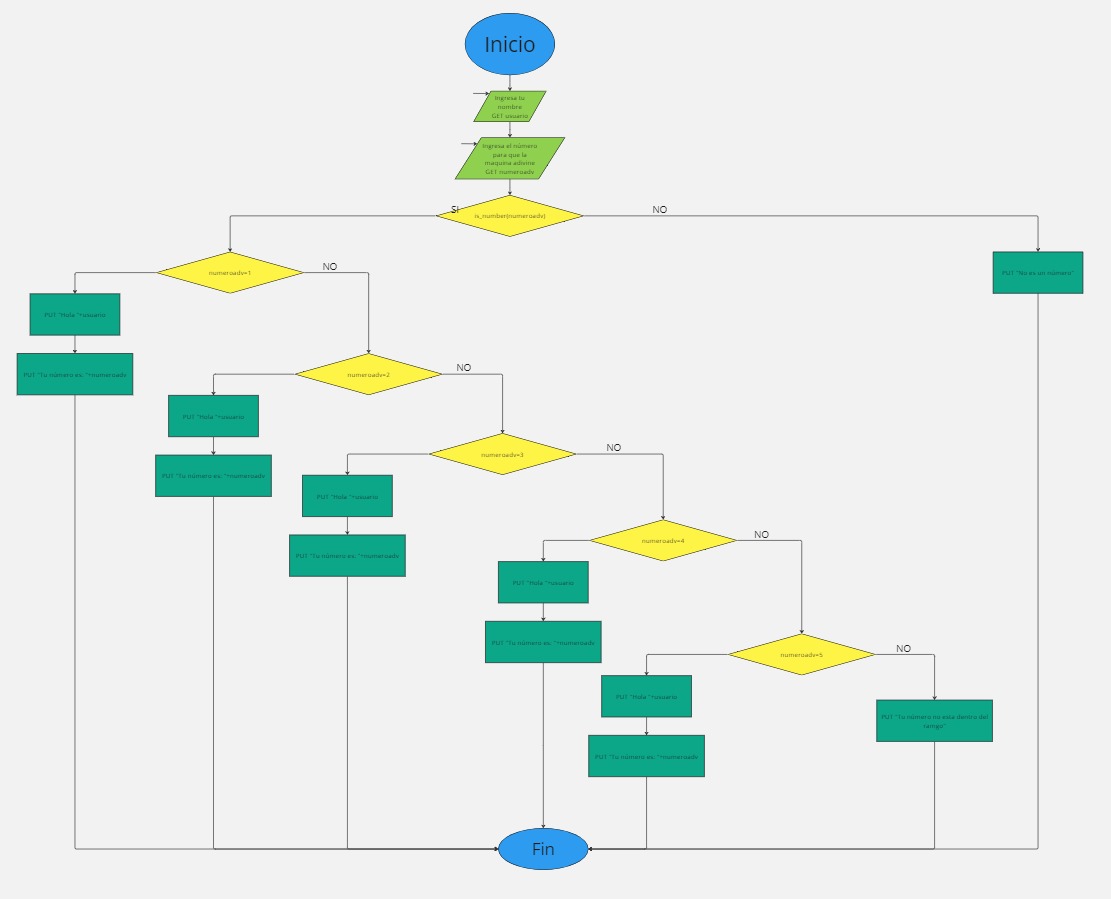 Inicio
Ingresa tu
nombre
GET usuario
Ingresa el número
para que la
maquina adivine
GET numeroadv
SI
is_number(numeroadv)
NO
numeroadv=1
NO
PUT "No es un número"
PUT "Hola "+usuario
PUT "Tu número es: "+numeroadv
numeroadv=2
NO
PUT "Hola "+usuario
PUT "Tu número es: "+numeroadv
numeroadv=3
NO
PUT "Hola "+usuario
PUT "Tu número es: "+numeroadv
numeroadv=4
NO
PUT "Hola "+usuario
PUT "Tu número es: "+numeroadv
numeroadv=5
NO
PUT "Hola "+usuario
PUT "Tu número es: "+numeroadv
PUT "Tu número no esta dentro del
Fin